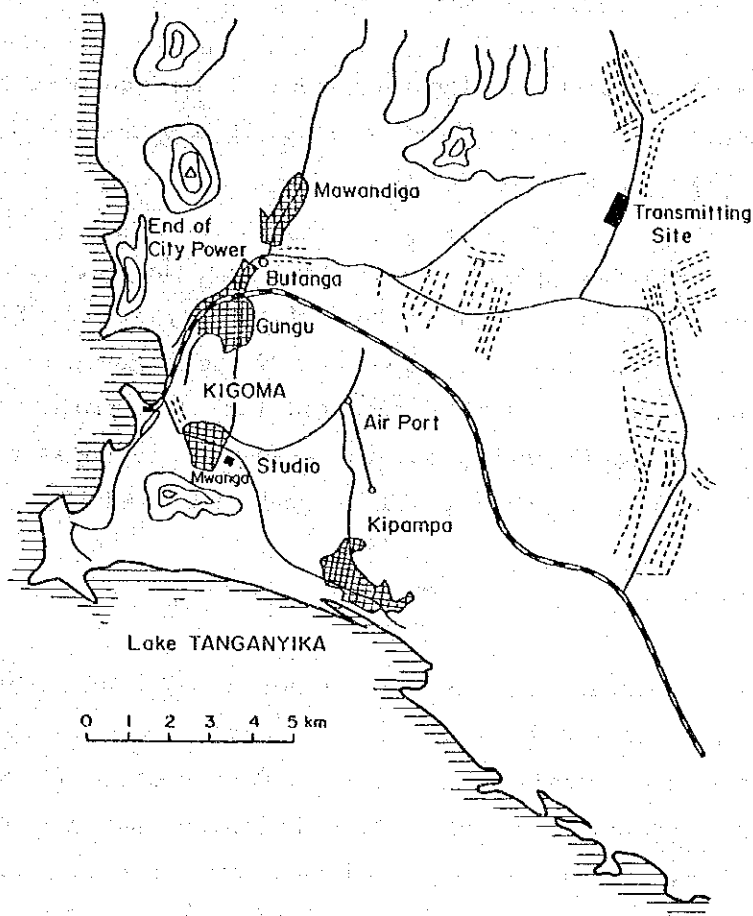 Mawandiga
End of
City Power
Transmitting
Site
Butanga
Gungu
KIGOMA
Air Port
Studio
Mwanga
Kipampa
Lake TANGANYIKA
0 1 2 3 4 5 km